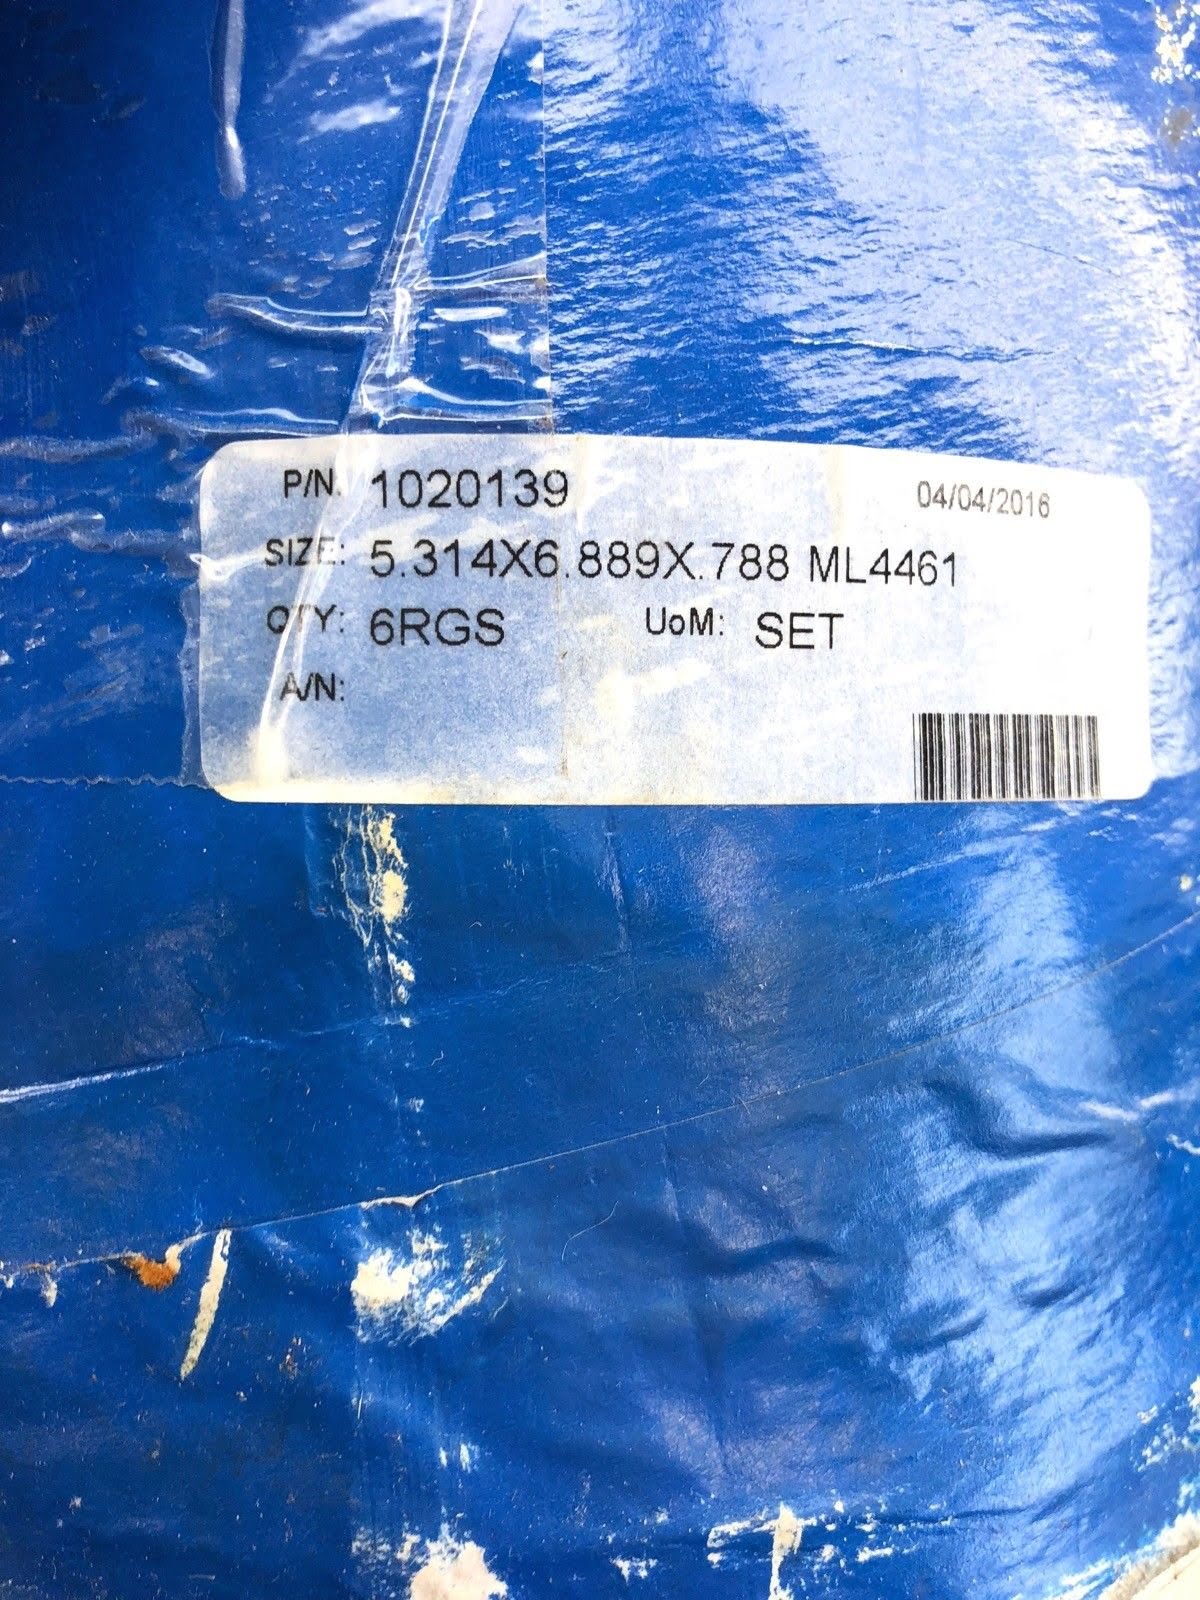 P/N: 1020139 04/04/2016
SIZE: 5.314X6.889X.788 ML4461
QTY: 6RGS UoM: SET
A/N: